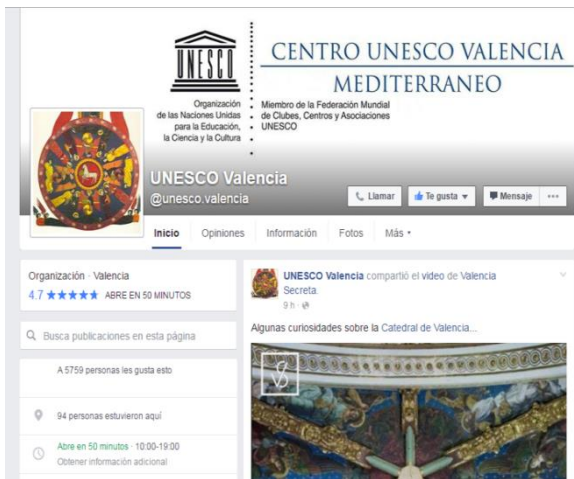 UNESCO
Organización
de las Naciones Unidas
para la Educación,
la Ciencia y la Cultura
CENTRO UNESCO VALENCIA
MEDITERRANEO
Miembro de la Federación Mundial
de Clubes, Centros y Asociaciones
UNESCO
UNESCO Valencia
@unesco.valencia
Llamar
Te gusta
Mensaje
Inicio Opiniones Información Fotos Más
Organización · Valencia
4.7 ★★★★★ ABRE EN 50 MINUTOS
Busca publicaciones en esta página
A 5759 personas les gusta esto
94 personas estuvieron aquí
Abre en 50 minutos · 10:00-19:00
Obtener información adicional
UNESCO Valencia compartió el video de Valencia
Secreta.
9 h ·
Algunas curiosidades sobre la Catedral de Valencia...
VS